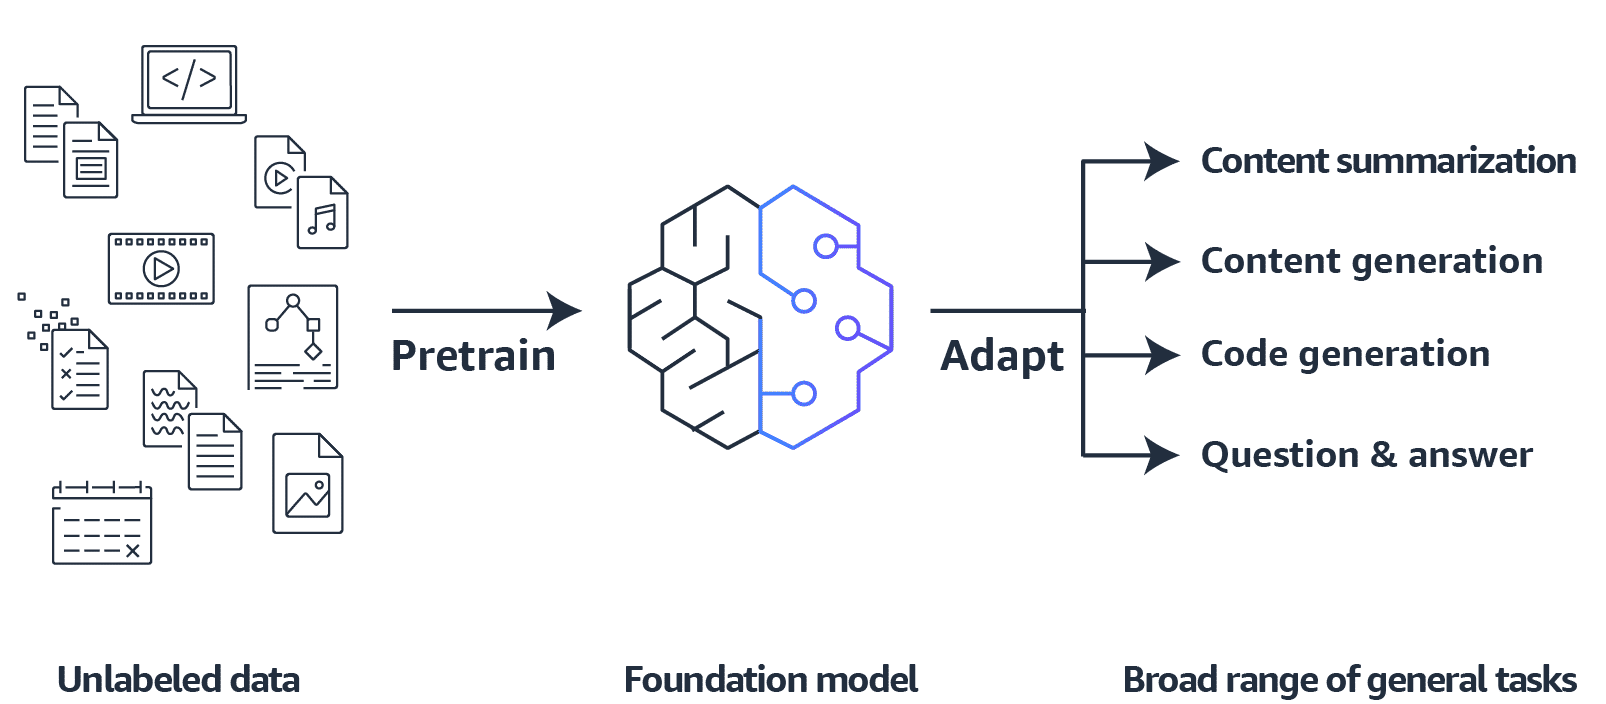 </>
Content summarization
Content generation
Pretrain
Adapt
Code generation
Question & answer
Unlabeled data
Foundation model
Broad range of general tasks